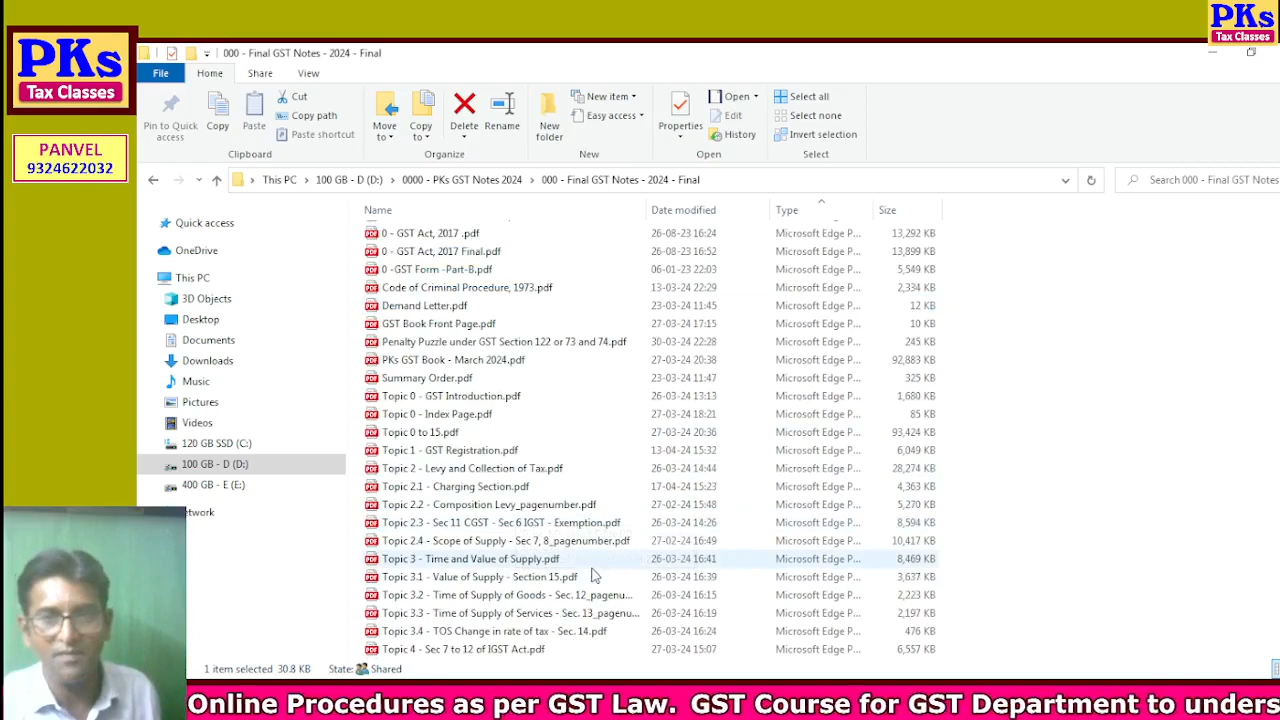 PKs
Tax Classes
PKs
Tax Classes
PANVEL
9324622032
000 - Final GST Notes - 2024 - Final
File Home Share View
Pin to Quick access
Copy
Paste
Cut
Copy path
Paste shortcut
Clipboard
Move to
Copy to
Delete
Rename
Organize
New folder
New item
Easy access
New
Properties
Open
Edit
History
Open
Select all
Select none
Invert selection
Select
This PC > 100 GB - D (D:) > 0000 - PKs GST Notes 2024 > 000 - Final GST Notes - 2024 - Final
Search 000 - Final GST Notes
Quick access
OneDrive
This PC
3D Objects
Desktop
Documents
Downloads
Music
Pictures
Videos
120 GB SSD (C:)
100 GB - D (D:)
400 GB - E (E:)
etwork
Name Date modified Type Size
0 - GST Act, 2017 .pdf 26-08-23 16:24 Microsoft Edge P... 13,292 KB
0 - GST Act, 2017 Final.pdf 26-08-23 16:52 Microsoft Edge P... 13,899 KB
0 -GST Form -Part-B.pdf 06-01-23 22:03 Microsoft Edge P... 5,549 KB
Code of Criminal Procedure, 1973.pdf 13-03-24 22:29 Microsoft Edge P... 2,334 KB
Demand Letter.pdf 23-03-24 11:45 Microsoft Edge P... 12 KB
GST Book Front Page.pdf 27-03-24 17:15 Microsoft Edge P... 10 KB
Penalty Puzzle under GST Section 122 or 73 and 74.pdf 30-03-24 22:28 Microsoft Edge P... 245 KB
PKs GST Book - March 2024.pdf 27-03-24 20:38 Microsoft Edge P... 92,883 KB
Summary Order.pdf 23-03-24 11:47 Microsoft Edge P... 325 KB
Topic 0 - GST Introduction.pdf 26-03-24 13:13 Microsoft Edge P... 1,680 KB
Topic 0 - Index Page.pdf 27-03-24 18:21 Microsoft Edge P... 85 KB
Topic 0 to 15.pdf 27-03-24 20:36 Microsoft Edge P... 93,424 KB
Topic 1 - GST Registration.pdf 13-04-24 15:32 Microsoft Edge P... 6,049 KB
Topic 2 - Levy and Collection of Tax.pdf 26-03-24 14:44 Microsoft Edge P... 28,274 KB
Topic 2.1 - Charging Section.pdf 17-04-24 15:23 Microsoft Edge P... 4,363 KB
Topic 2.2 - Composition Levy_pagenumber.pdf 27-02-24 15:48 Microsoft Edge P... 5,270 KB
Topic 2.3 - Sec 11 CGST - Sec 6 IGST - Exemption.pdf 26-03-24 14:26 Microsoft Edge P... 8,594 KB
Topic 2.4 - Scope of Supply - Sec 7, 8_pagenumber.pdf 27-02-24 16:49 Microsoft Edge P... 10,417 KB
Topic 3 - Time and Value of Supply.pdf 26-03-24 16:41 Microsoft Edge P... 8,469 KB
Topic 3.1 - Value of Supply - Section 15.pdf 26-03-24 16:39 Microsoft Edge P... 3,637 KB
Topic 3.2 - Time of Supply of Goods - Sec. 12_pagenu... 26-03-24 16:15 Microsoft Edge P... 2,223 KB
Topic 3.3 - Time of Supply of Services - Sec. 13_pagenu... 26-03-24 16:19 Microsoft Edge P... 2,197 KB
Topic 3.4 - TOS Change in rate of tax - Sec. 14.pdf 26-03-24 16:24 Microsoft Edge P... 476 KB
Topic 4 - Sec 7 to 12 of IGST Act.pdf 27-03-24 15:07 Microsoft Edge P... 6,557 KB
1 item selected 30.8 KB State: Shared
Online Procedures as per GST Law. GST Course for GST Department to unders